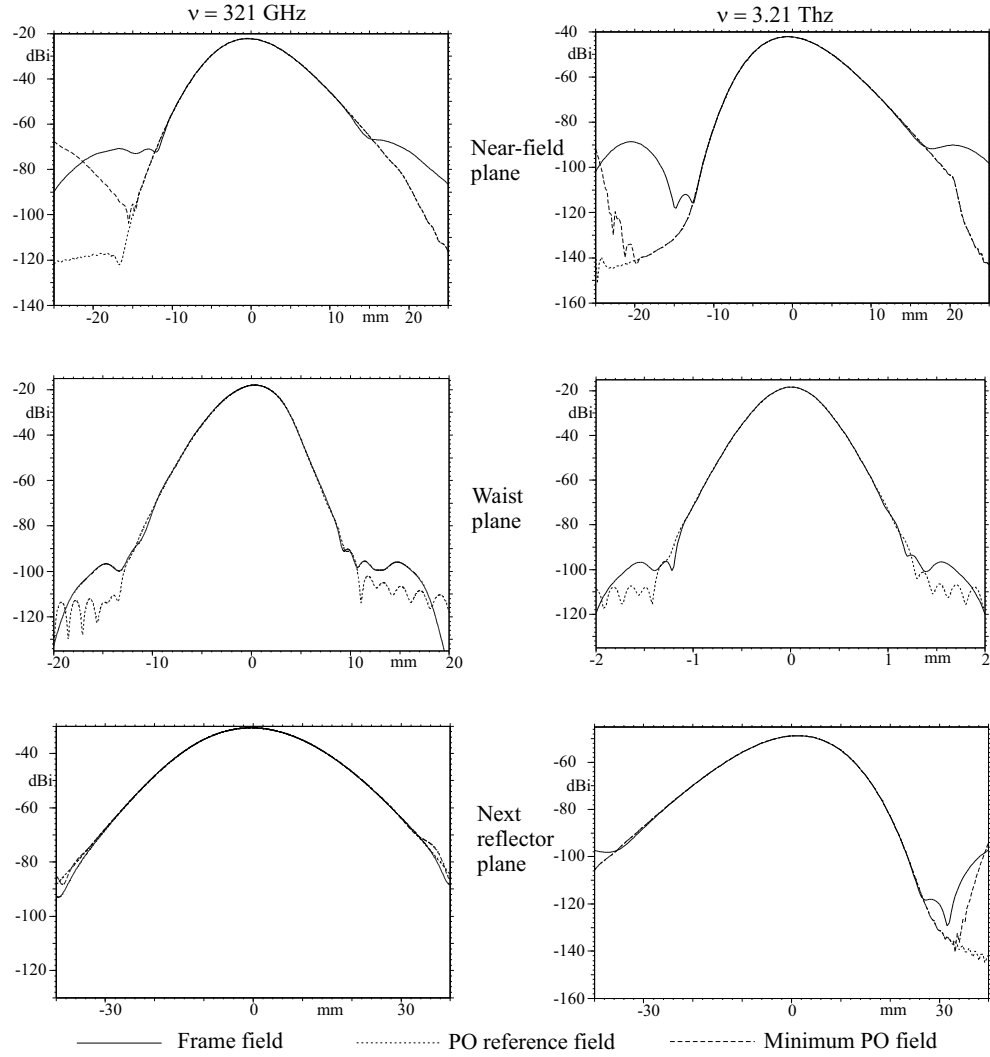 ν = 321 GHz
ν = 3.21 Thz
-20
dBi
-40
-60
-80
-100
-120
-140
-20
-10
0
mm
20
Near-field
plane
-40
dBi
-60
-80
-100
-120
-140
-160
-20
-10
0
10
mm
20
-20
dBi
-40
-60
-80
-100
-120
-20
-10
0
10
mm
20
Waist
plane
-20
dBi
-40
-60
-80
-100
-120
-2
-1
0
1
mm
2
-40
dBi
-60
-80
-100
-120
-30
0
mm
30
Next
reflector
plane
-60
dBi
-80
-100
-120
-140
-160
-30
0
mm
30
Frame field
PO reference field
Minimum PO field